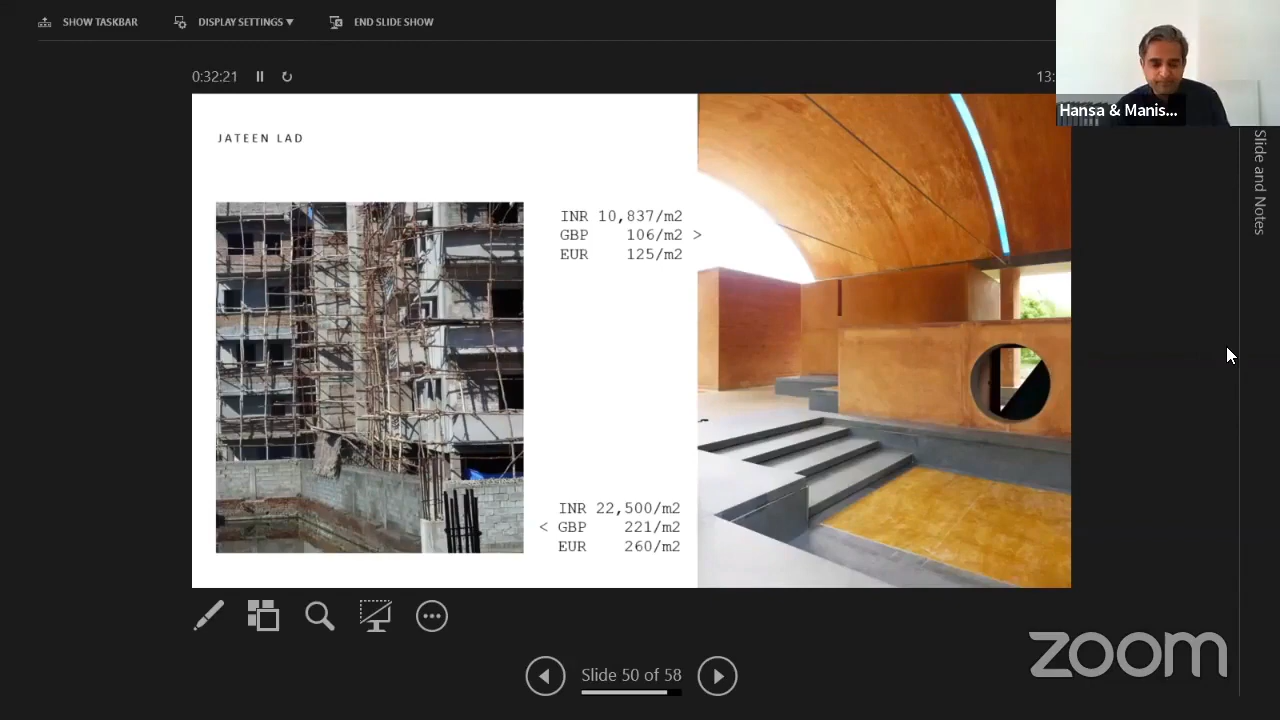 SHOW TASKBAR
DISPLAY SETTINGS ▼
END SLIDE SHOW
0:32:21
13:
Hansa & Manis...
Slide and Notes
JATEEN LAD
INR 10,837/m2
GBP 106/m2 >
EUR 125/m2
INR 22,500/m2
< GBP 221/m2
EUR 260/m2
Slide 50 of 58
zoom